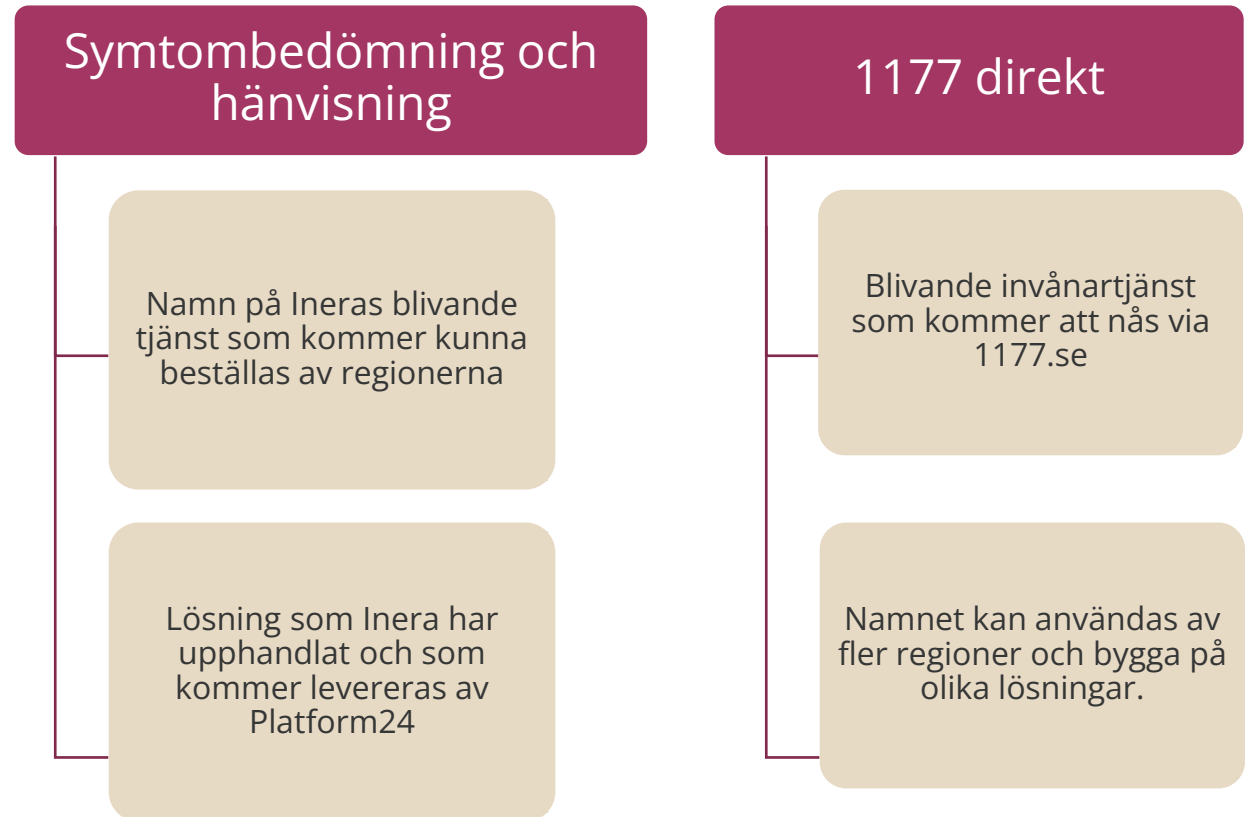 Symtombedömning och
hänvisning
Namn på Ineras blivande
tjänst som kommer kunna
beställas av regionerna
Lösning som Inera har
upphandlat och som
kommer levereras av
Platform24
1177 direkt
Blivande invånartjänst
som kommer att nås via
1177.se
Namnet kan användas av
fler regioner och bygga på
olika lösningar.